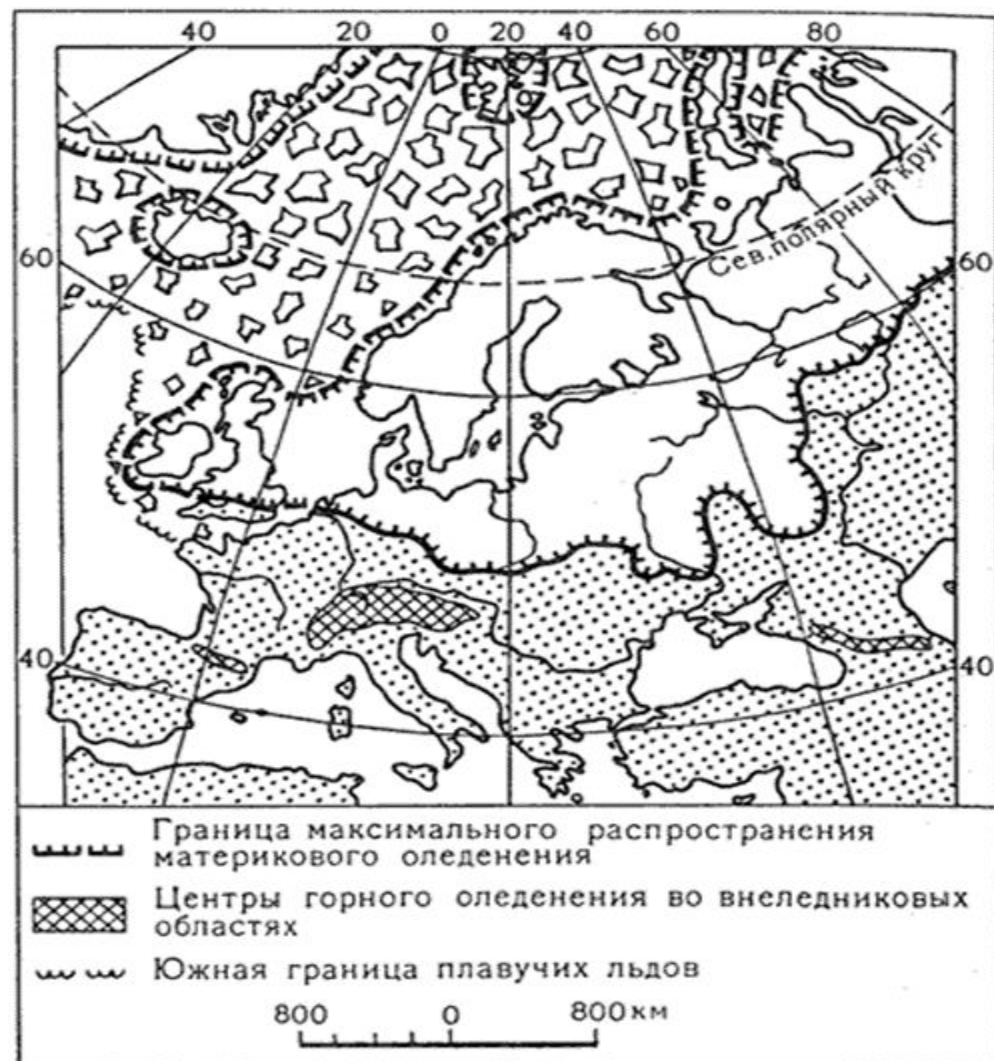 40 20 0 20 40 60 80
Сев. полярный круг
60 60
40 40
Граница максимального распространения
материкового оледенения
Центры горного оледенения во внеледниковых
областях
Южная граница плавучих льдов
800 0 800 км